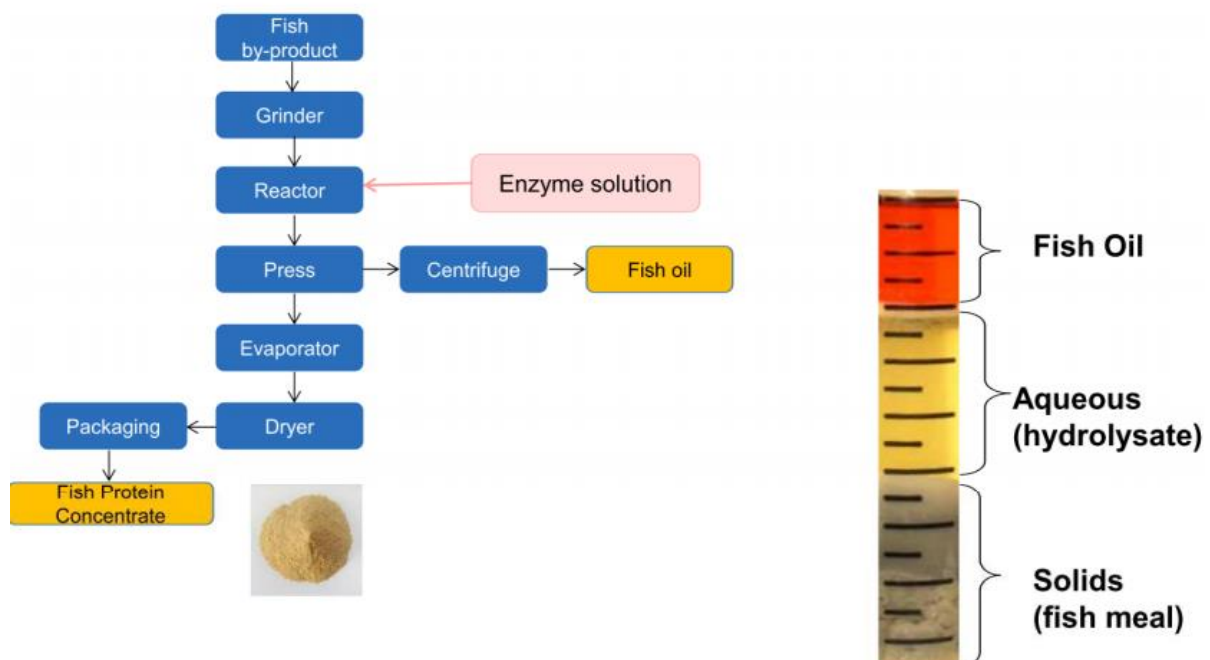 Fish
by-product
Grinder
Reactor
Enzyme solution
Press
Centrifuge
Fish oil
Evaporator
Packaging
Dryer
Fish Protein
Concentrate
Fish Oil
Aqueous
(hydrolysate)
Solids
(fish meal)